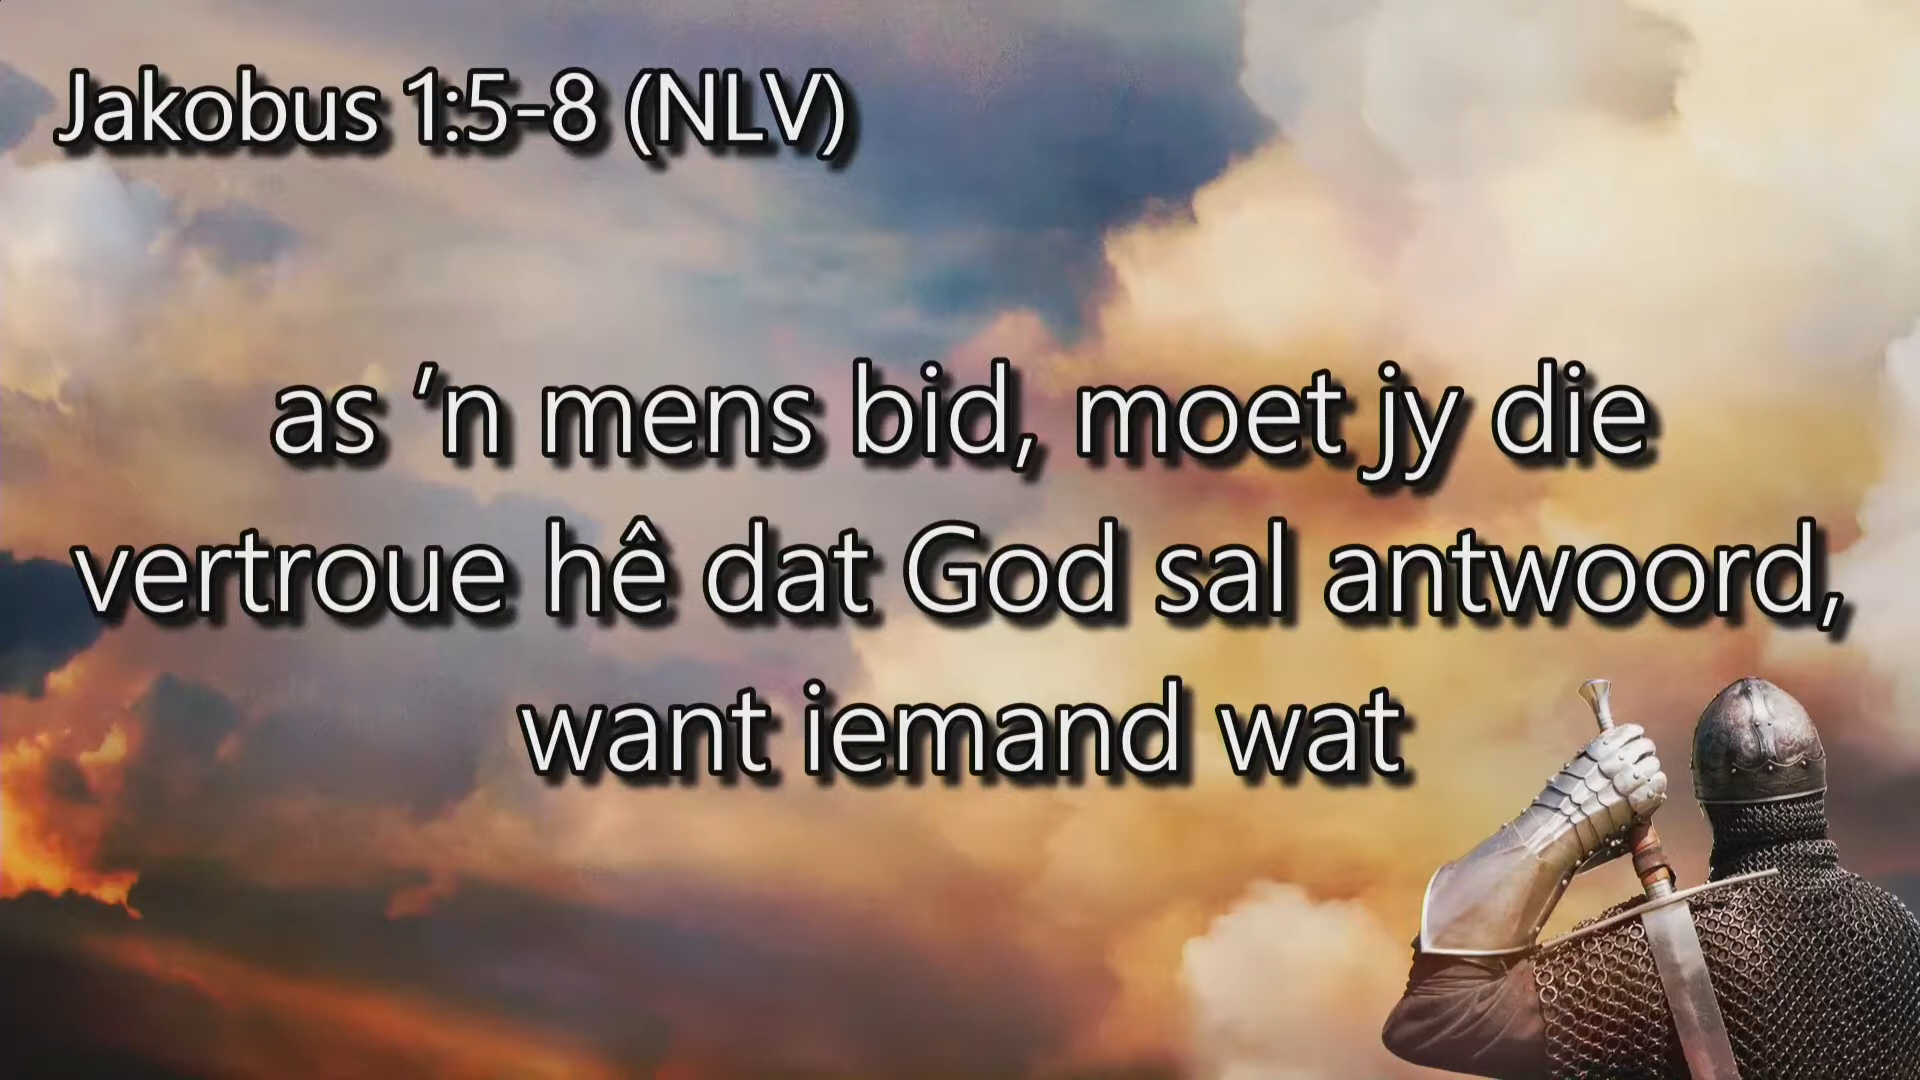 Jakobus 1:5-8 (NLV)
as ’n mens bid, moet jy die
vertroue hê dat God sal antwoord,
want iemand wat